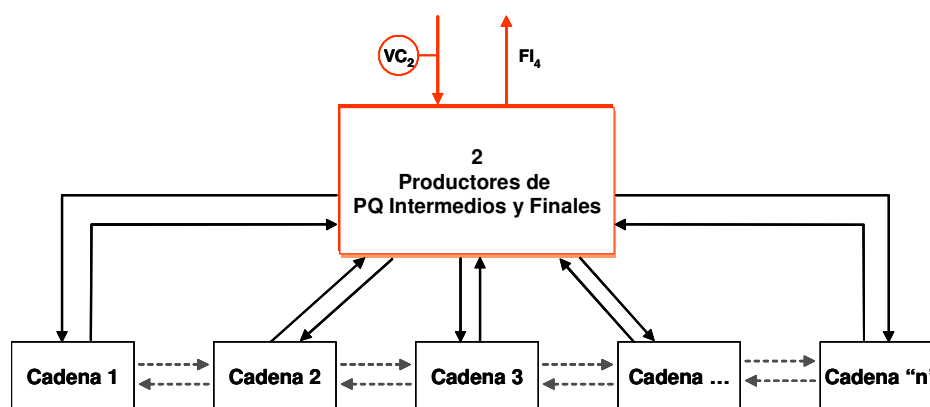 VC₂
FI₄
2
Productores de
PQ Intermedios y Finales
Cadena 1
Cadena 2
Cadena 3
Cadena ...
Cadena “n”